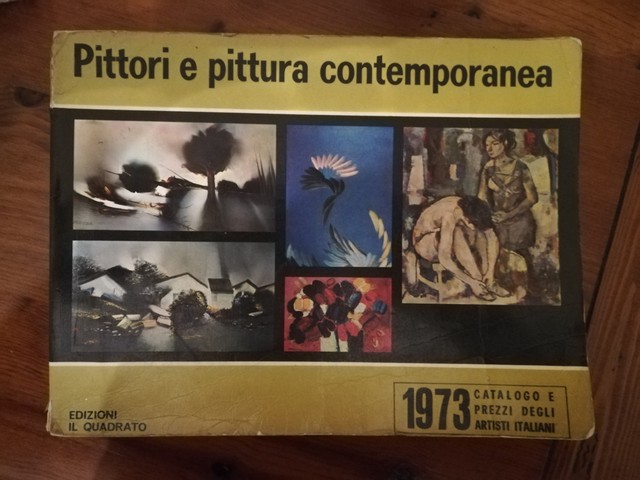 Pittori e pittura contemporanea
EDIZIONI
IL QUADRATO
1973
CATALOGO E
PREZZI DEGLI
ARTISTI ITALIANI